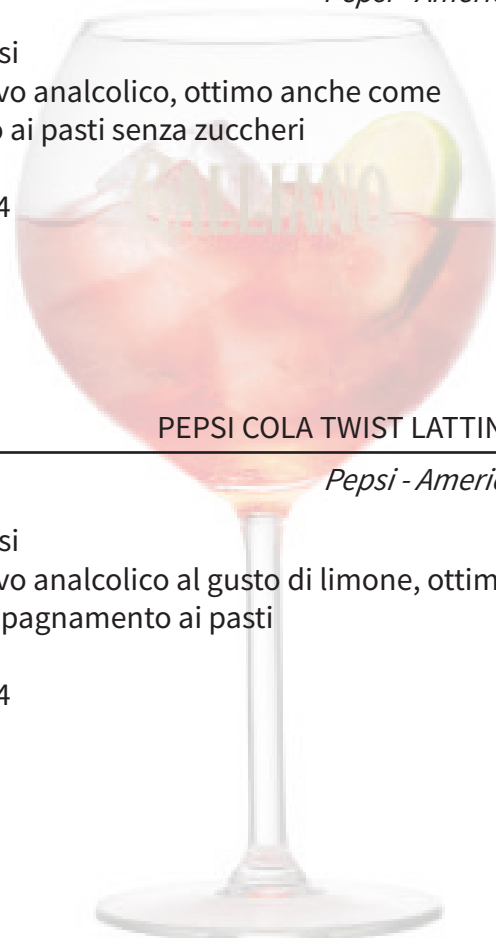 Pepsi - Americ
si
vo analcolico, ottimo anche come
o ai pasti senza zuccheri
4
GALLIANO
PEPSI COLA TWIST LATTIN
Pepsi - Americ
si
vo analcolico al gusto di limone, ottim
pagnamento ai pasti
4